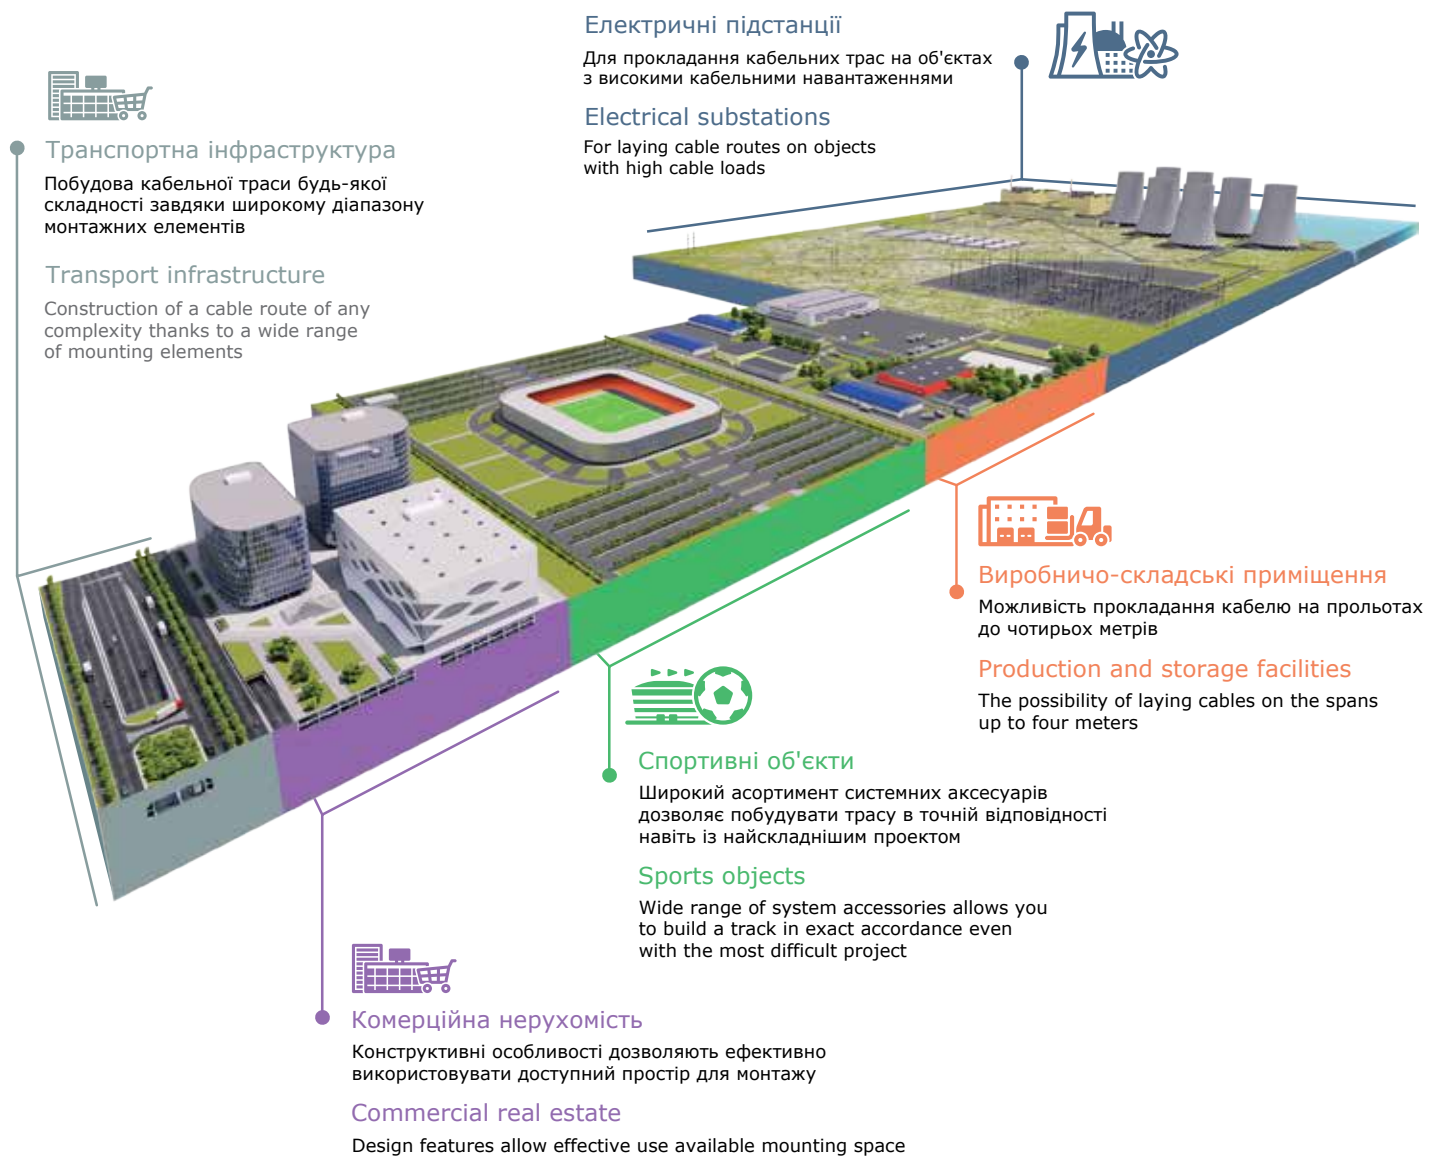 Електричні підстанції
Для прокладання кабельних трас на об'єктах
з високими кабельними навантаженнями
Electrical substations
For laying cable routes on objects
with high cable loads
Транспортна інфраструктура
Побудова кабельної траси будь-якої
складності завдяки широкому діапазону
монтажних елементів
Transport infrastructure
Construction of a cable route of any
complexity thanks to a wide range
of mounting elements
Виробничо-складські приміщення
Можливість прокладання кабелю на прольотах
до чотирьох метрів
Production and storage facilities
The possibility of laying cables on the spans
up to four meters
Спортивні об'єкти
Широкий асортимент системних аксесуарів
дозволяє побудувати трасу в точній відповідності
навіть із найскладнішим проектом
Sports objects
Wide range of system accessories allows you
to build a track in exact accordance even
with the most difficult project
Комерційна нерухомість
Конструктивні особливості дозволяють ефективно
використовувати доступний простір для монтажу
Commercial real estate
Design features allow effective use available mounting space